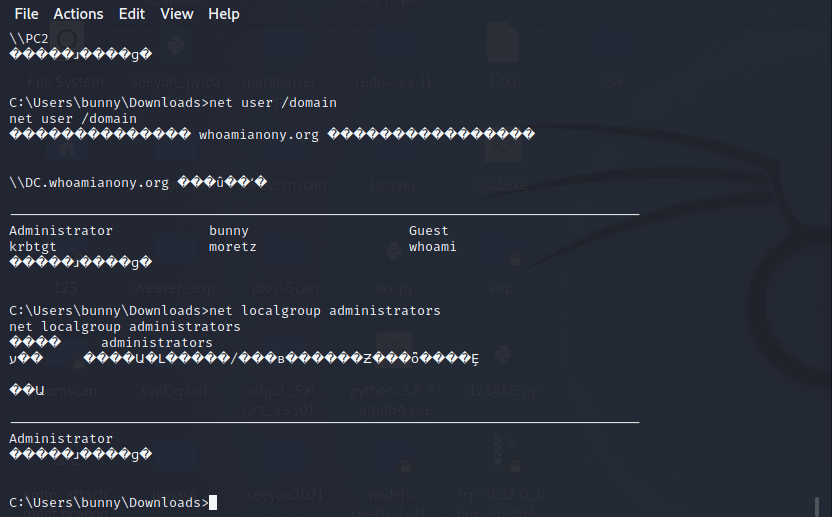 File Actions Edit View Help
\\PC2
C:\Users\bunny\Downloads>net user /domain
net user /domain
whoamianony.org
\\DC.whoamianony.org
Administrator bunny Guest
krbtgt moretz whoami
C:\Users\bunny\Downloads>net localgroup administrators
net localgroup administrators
administrators
Administrator
C:\Users\bunny\Downloads>